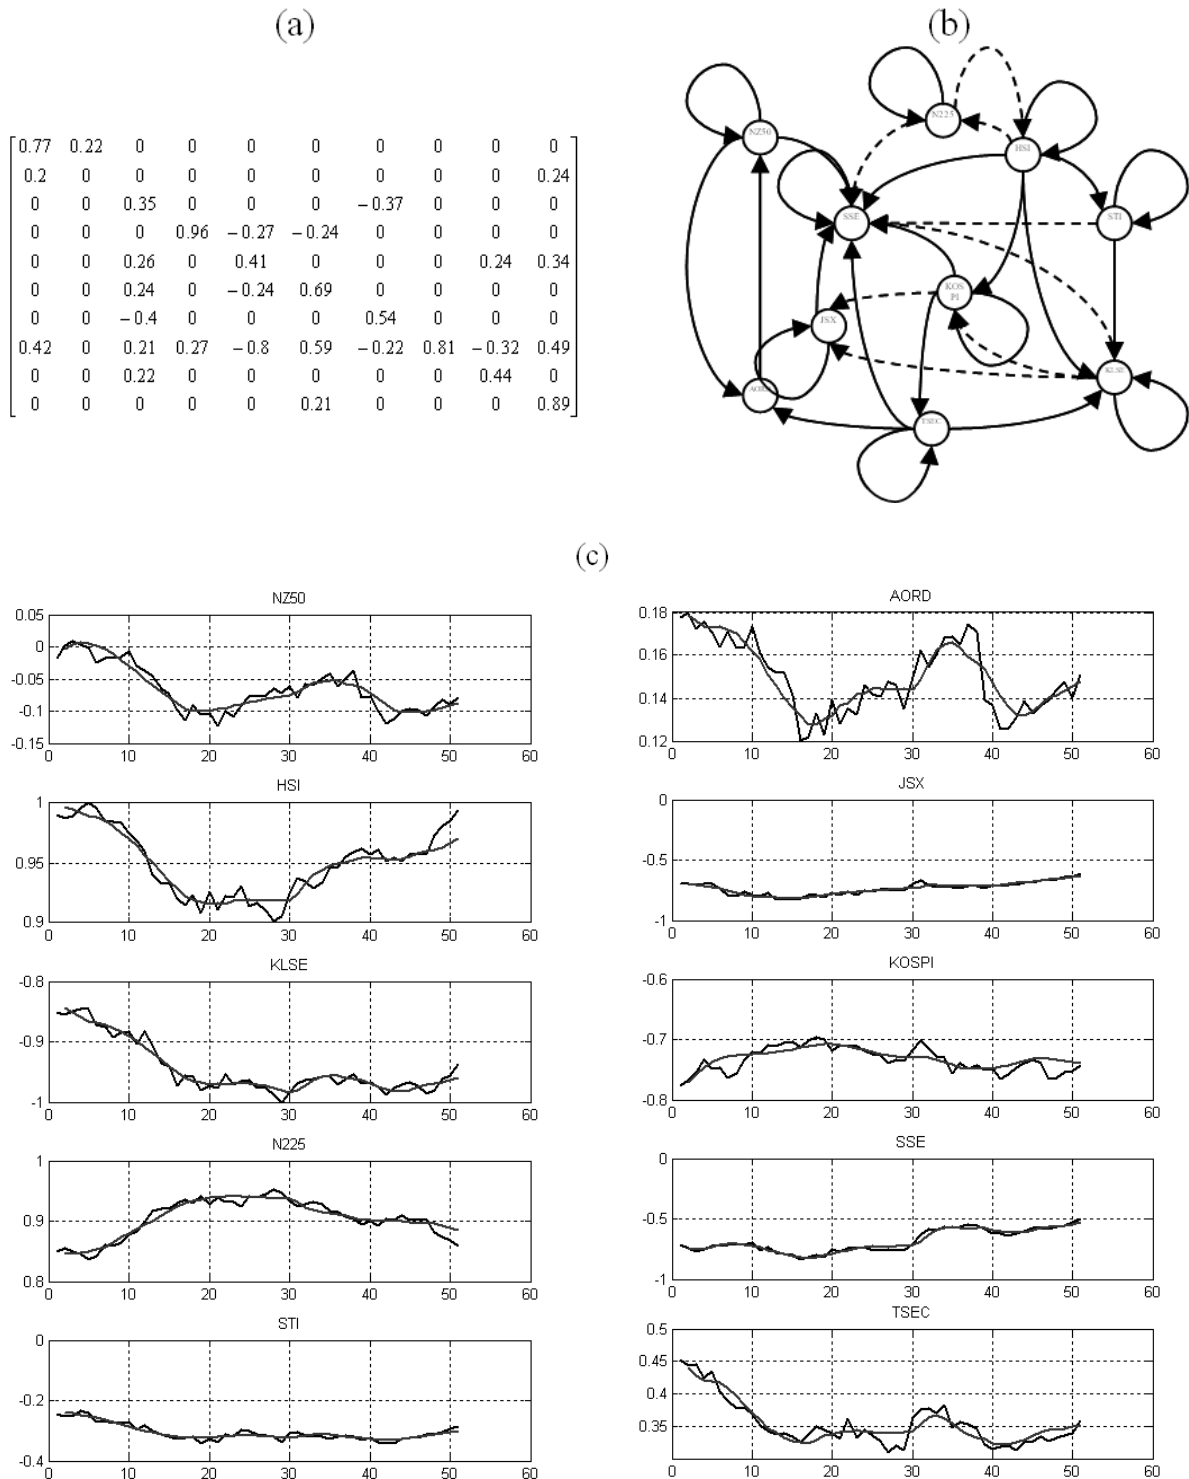 (a)
(b)
0.77 0.22 0 0 0 0 0 0 0 0
0.2 0 0 0 0 0 0 0 0 0.24
0 0 0.35 0 0 0 −0.37 0 0 0
0 0 0 0.96 −0.27 −0.24 0 0 0 0
0 0 0.26 0 0.41 0 0 0 0.24 0.34
0 0 0.24 0 −0.24 0.69 0 0 0 0
0 0 −0.4 0 0 0 0.54 0 0 0
0.42 0 0.21 0.27 −0.8 0.59 −0.22 0.81 −0.32 0.49
0 0 0.22 0 0 0 0 0 0.44 0
0 0 0 0 0 0.21 0 0 0 0.89
NZ50
N225
HSI
SSE
STI
KOS
PI
JSX
KLSE
AORD
TSEC
(c)
NZ50
0.05
0
-0.05
-0.1
-0.15
0 10 20 30 40 50 60
AORD
0.18
0.16
0.14
0.12
0 10 20 30 40 50 60
HSI
1
0.95
0.9
0 10 20 30 40 50 60
JSX
0
-0.5
-1
0 10 20 30 40 50 60
KLSE
-0.8
-0.9
-1
0 10 20 30 40 50 60
KOSPI
-0.6
-0.7
-0.8
0 10 20 30 40 50 60
N225
1
0.9
0.8
0 10 20 30 40 50 60
SSE
0
-0.5
-1
0 10 20 30 40 50 60
STI
0
-0.2
-0.4
0 10 20 30 40 50 60
TSEC
0.5
0.45
0.4
0.35
0 10 20 30 40 50 60